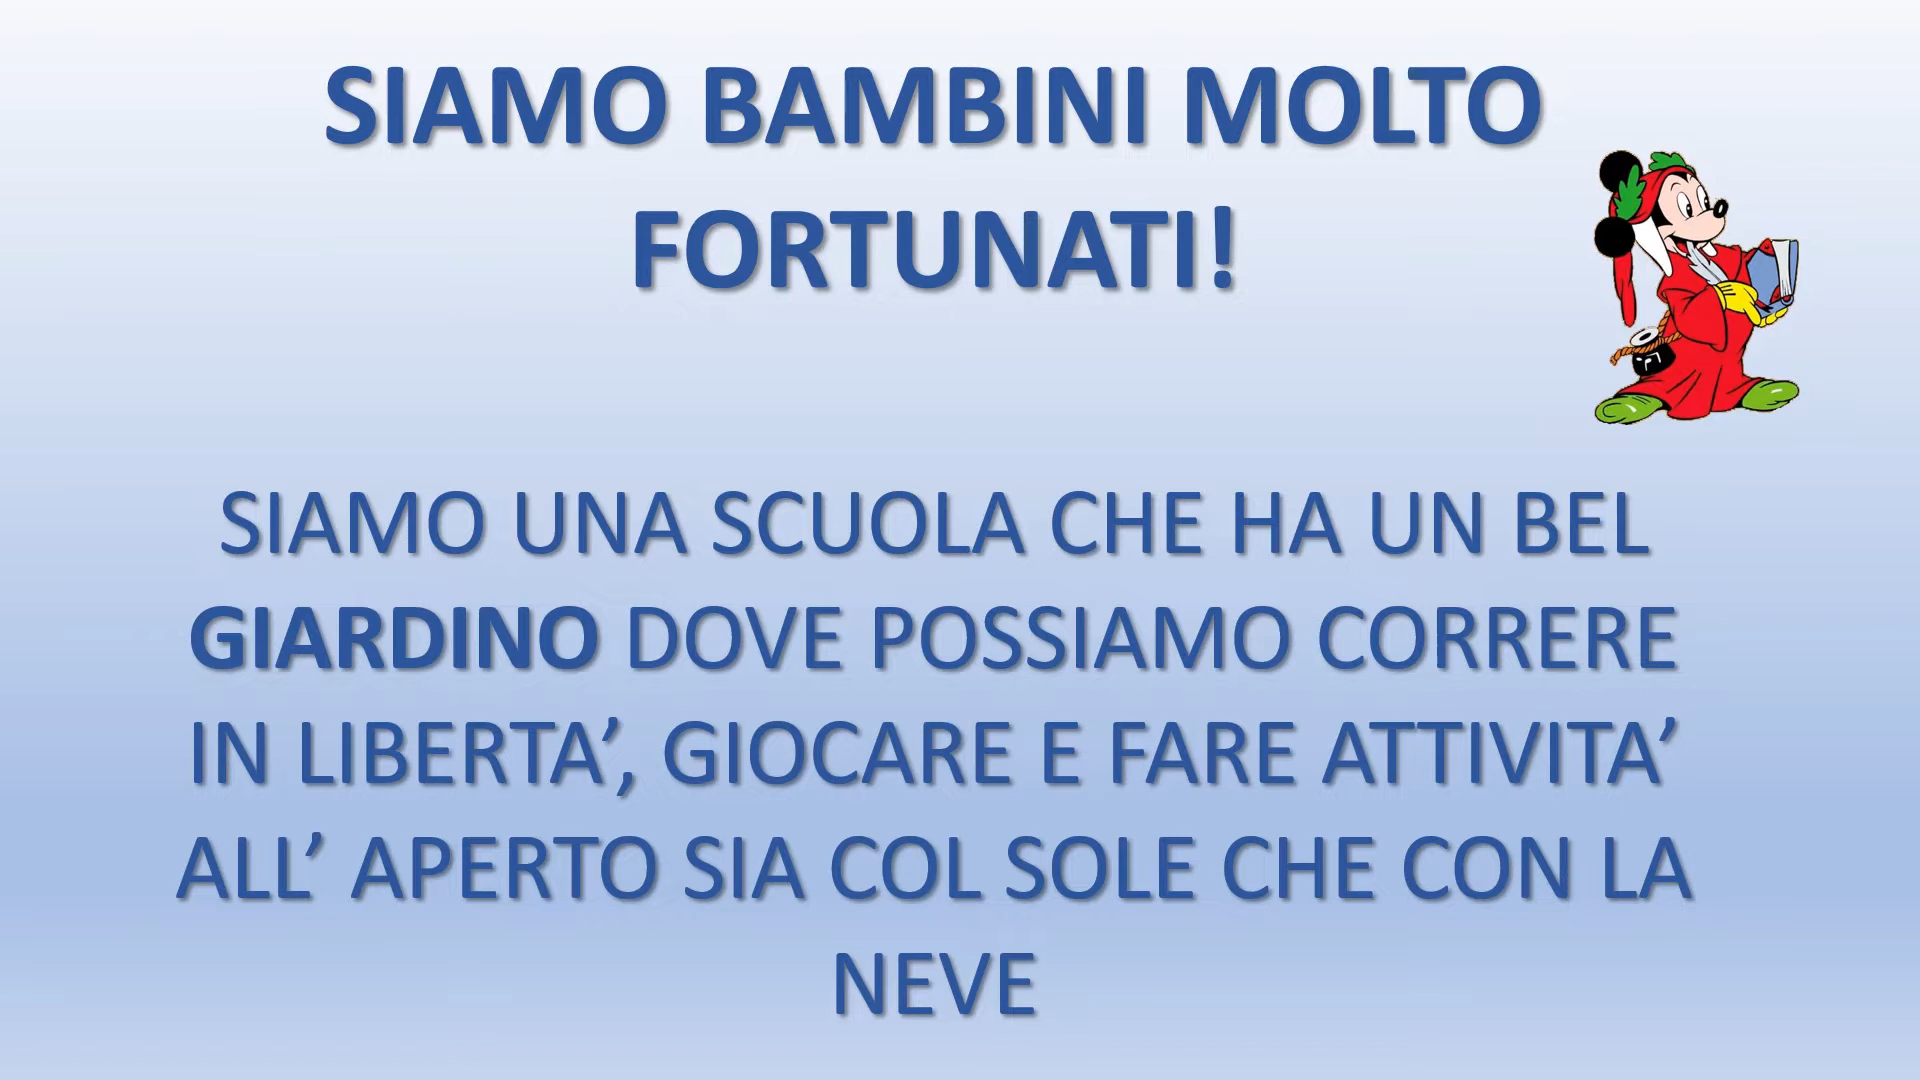 SIAMO BAMBINI MOLTO
FORTUNATI!
SIAMO UNA SCUOLA CHE HA UN BEL
GIARDINO DOVE POSSIAMO CORRERE
IN LIBERTA’, GIOCARE E FARE ATTIVITA’
ALL’ APERTO SIA COL SOLE CHE CON LA
NEVE